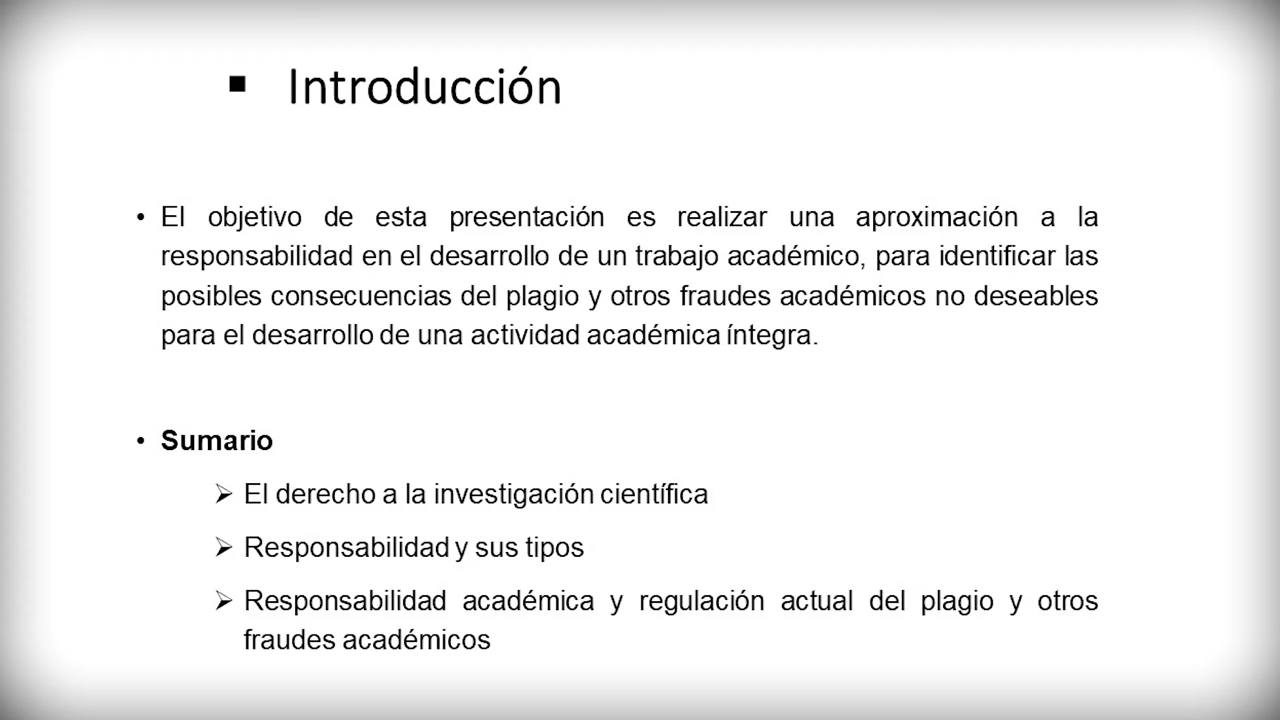 ▪ Introducción
• El objetivo de esta presentación es realizar una aproximación a la
responsabilidad en el desarrollo de un trabajo académico, para identificar las
posibles consecuencias del plagio y otros fraudes académicos no deseables
para el desarrollo de una actividad académica íntegra.
• Sumario
➢ El derecho a la investigación científica
➢ Responsabilidad y sus tipos
➢ Responsabilidad académica y regulación actual del plagio y otros
fraudes académicos